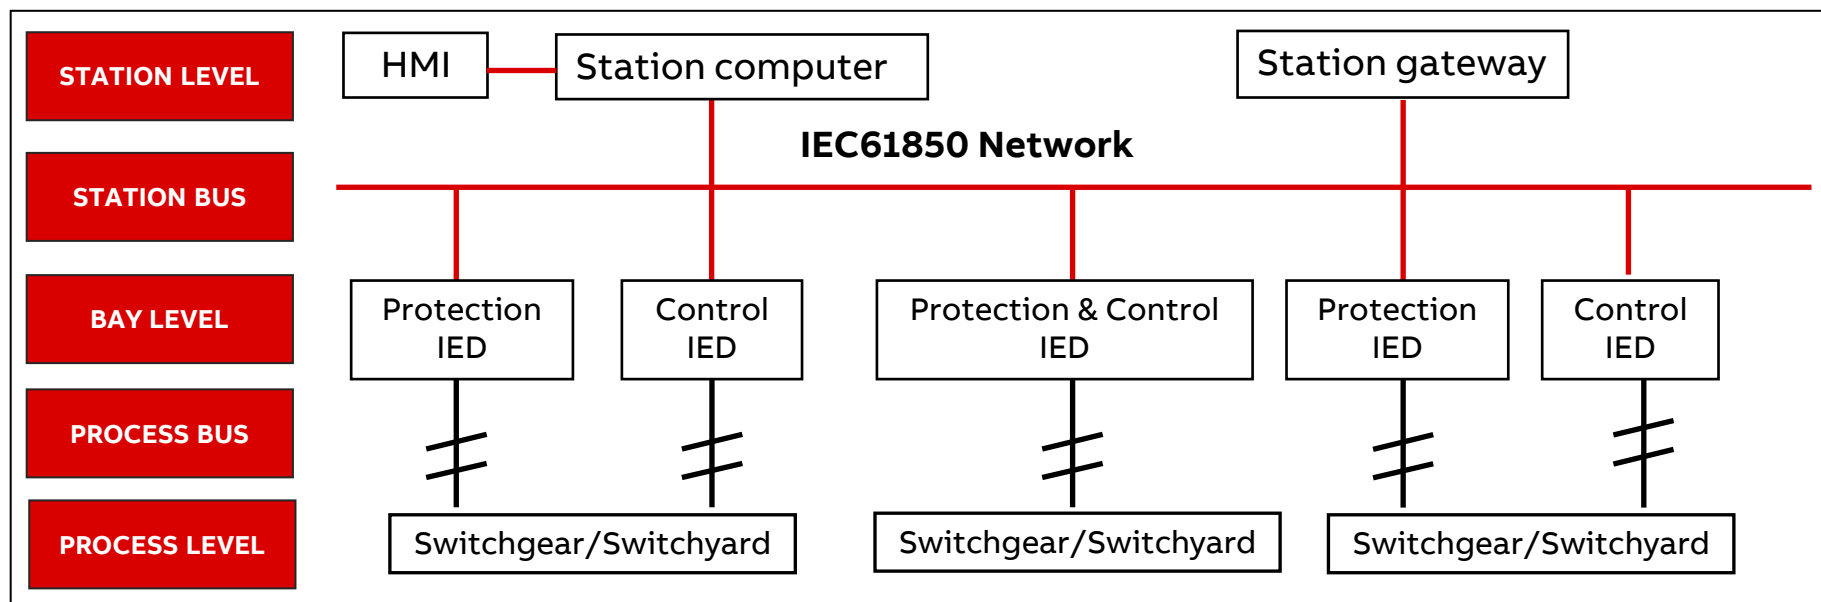 STATION LEVEL
HMI
Station computer
Station gateway
IEC61850 Network
STATION BUS
BAY LEVEL
Protection
IED
Control
IED
Protection & Control
IED
Protection
IED
Control
IED
PROCESS BUS
PROCESS LEVEL
Switchgear/Switchyard
Switchgear/Switchyard
Switchgear/Switchyard